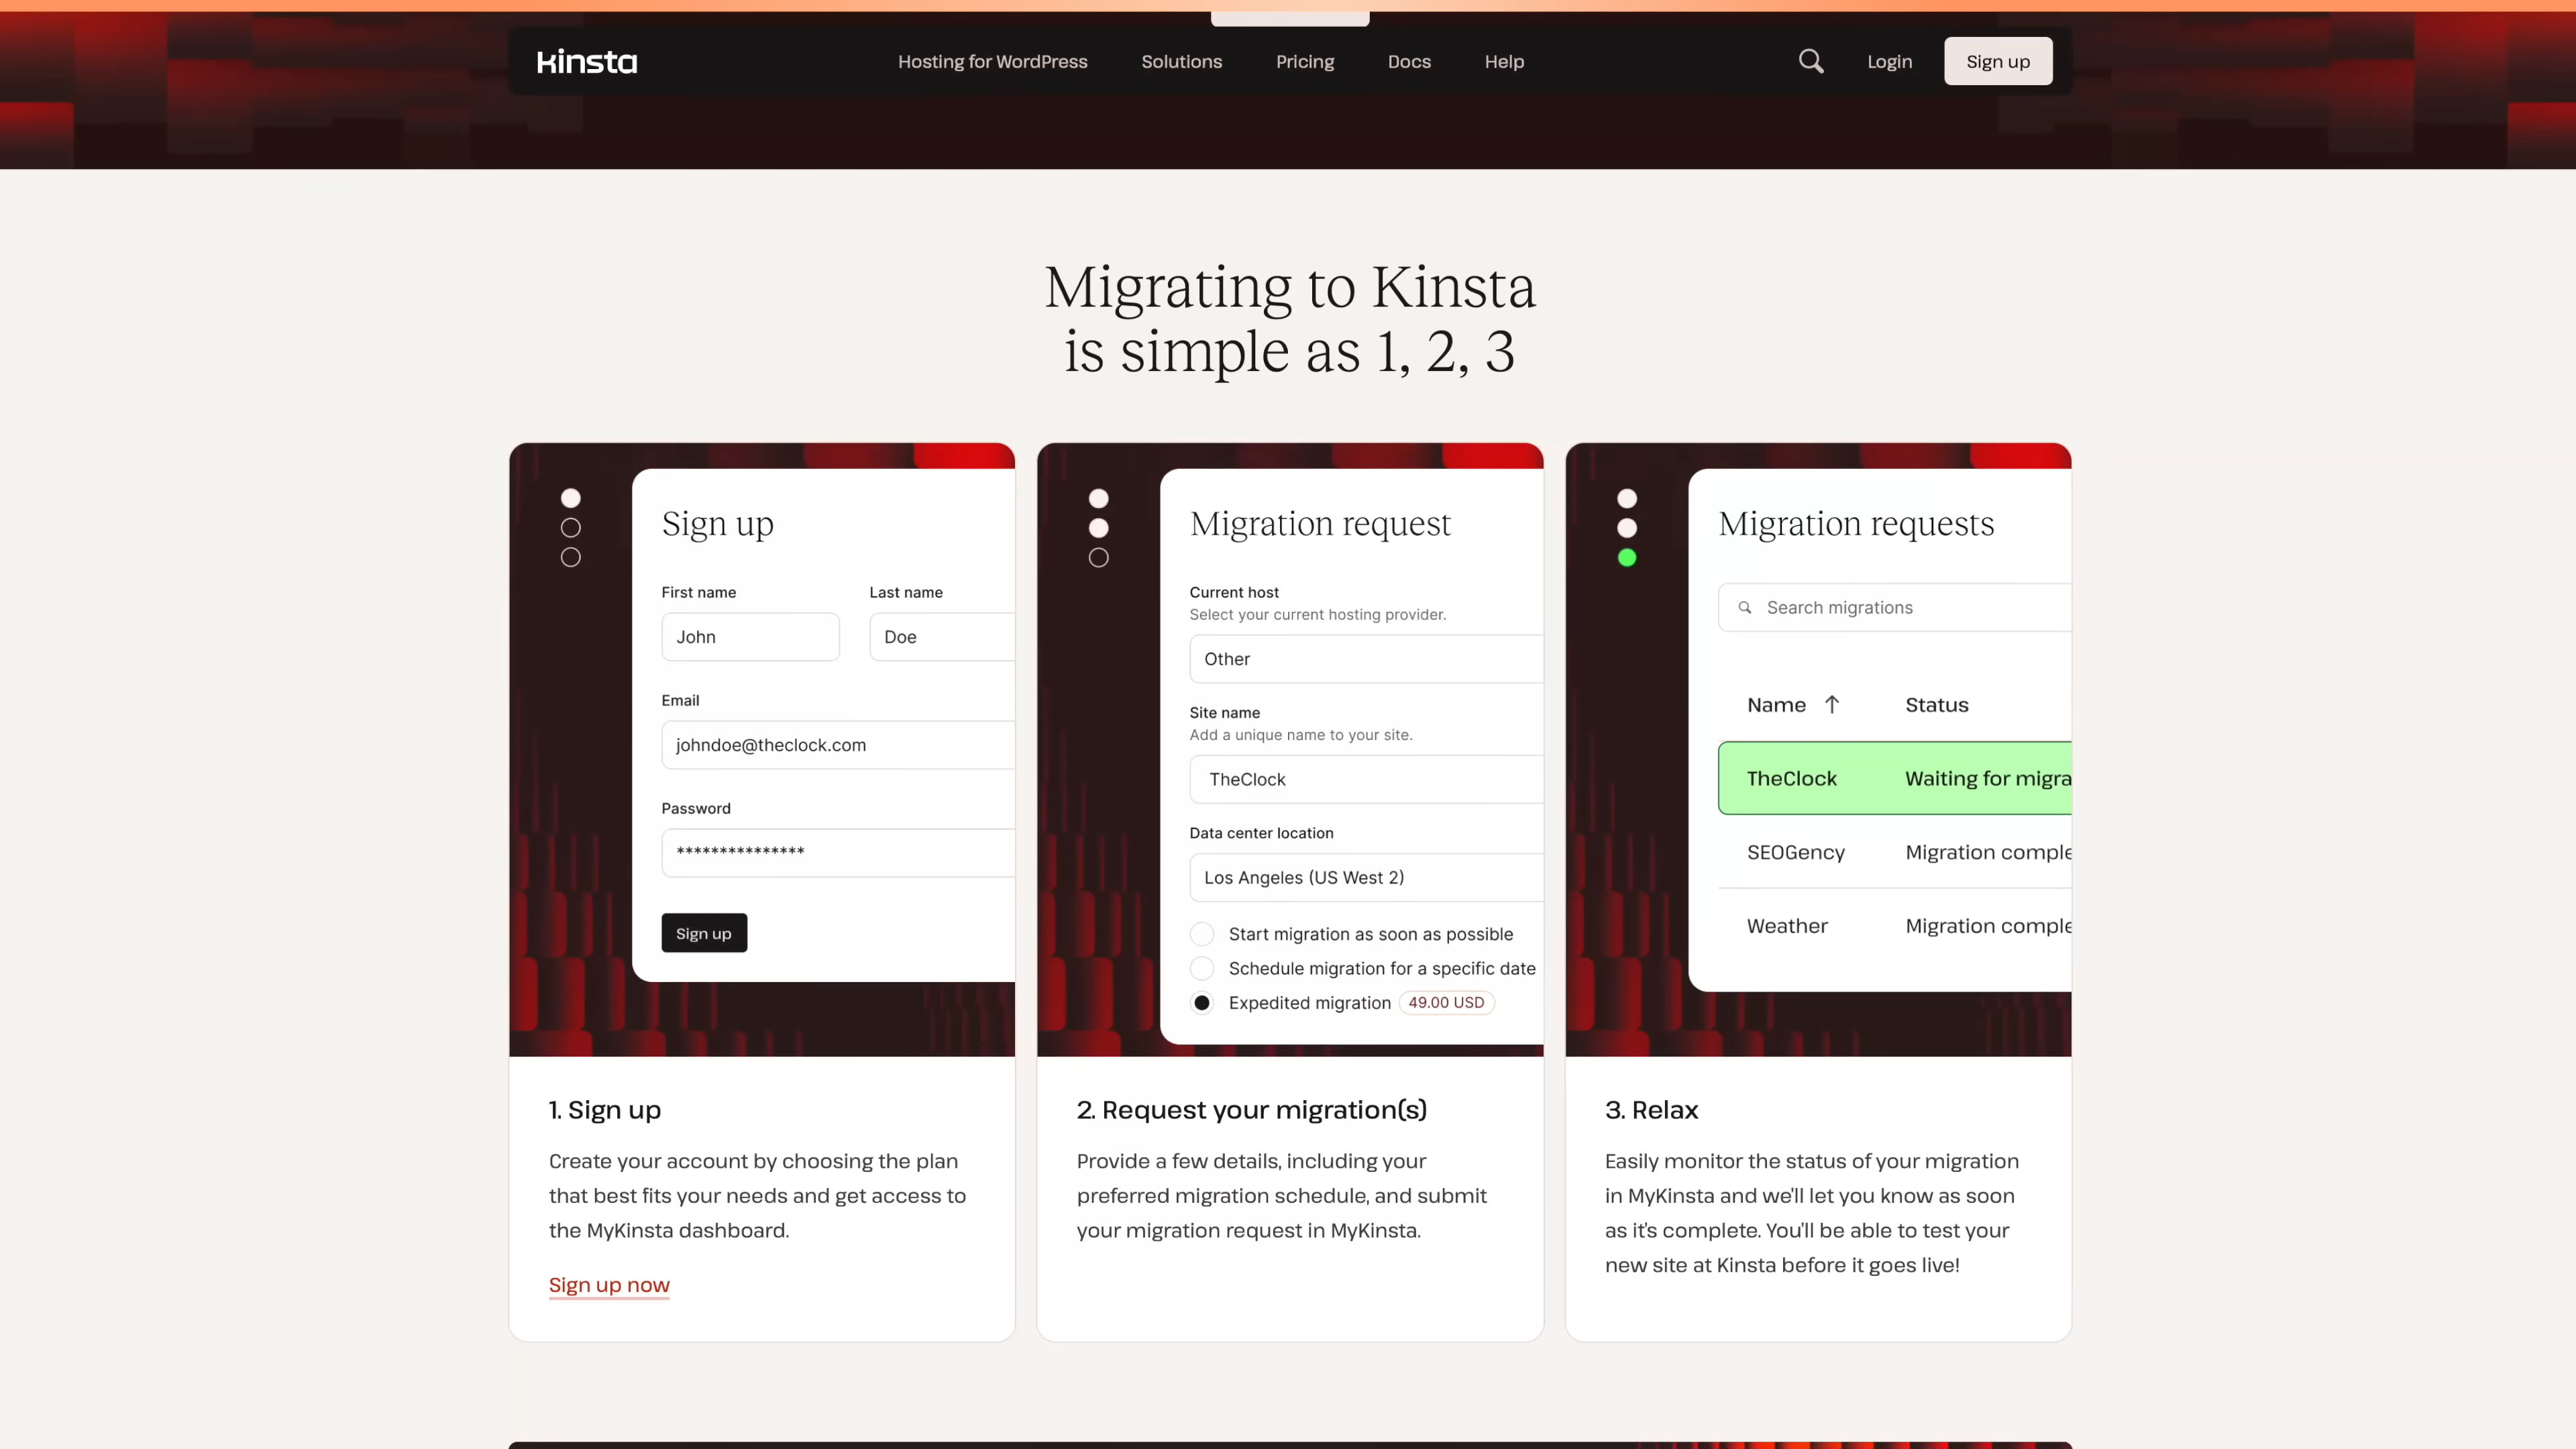 Kinsta
Hosting for WordPress
Solutions
Pricing
Docs
Help
Login
Sign up
Migrating to Kinsta
is simple as 1, 2, 3
Sign up
First name
Last name
John
Doe
Email
johndoe@theclock.com
Password
***************
Sign up
1. Sign up
Create your account by choosing the plan
that best fits your needs and get access to
the MyKinsta dashboard.
Sign up now
Migration request
Current host
Select your current hosting provider.
Other
Site name
Add a unique name to your site.
TheClock
Data center location
Los Angeles (US West 2)
Start migration as soon as possible
Schedule migration for a specific date
Expedited migration 49.00 USD
2. Request your migration(s)
Provide a few details, including your
preferred migration schedule, and submit
your migration request in MyKinsta.
Migration requests
Search migrations
Name ↑ Status
TheClock Waiting for migra
SEOGency Migration comple
Weather Migration comple
3. Relax
Easily monitor the status of your migration
in MyKinsta and we'll let you know as soon
as it's complete. You'll be able to test your
new site at Kinsta before it goes live!